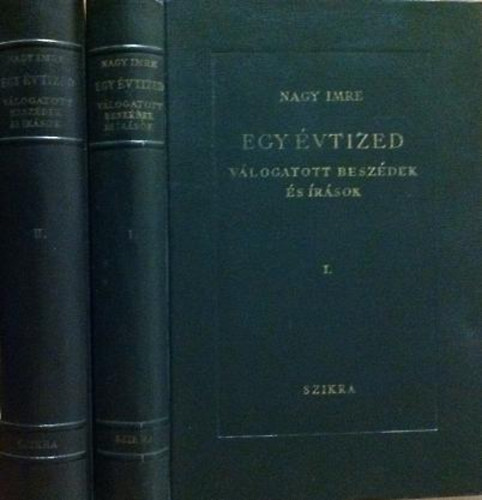 NAGY IMRE
EGY ÉVTIZED
VÁLOGATOTT
BESZÉDEK
ÉS ÍRÁSOK
II.
SZIKRA
NAGY IMRE
EGY ÉVTIZED
VÁLOGATOTT
BESZÉDEK
ÉS ÍRÁSOK
I.
SZIKRA
NAGY IMRE
EGY ÉVTIZED
VÁLOGATOTT BESZÉDEK
ÉS ÍRÁSOK
I.
SZIKRA